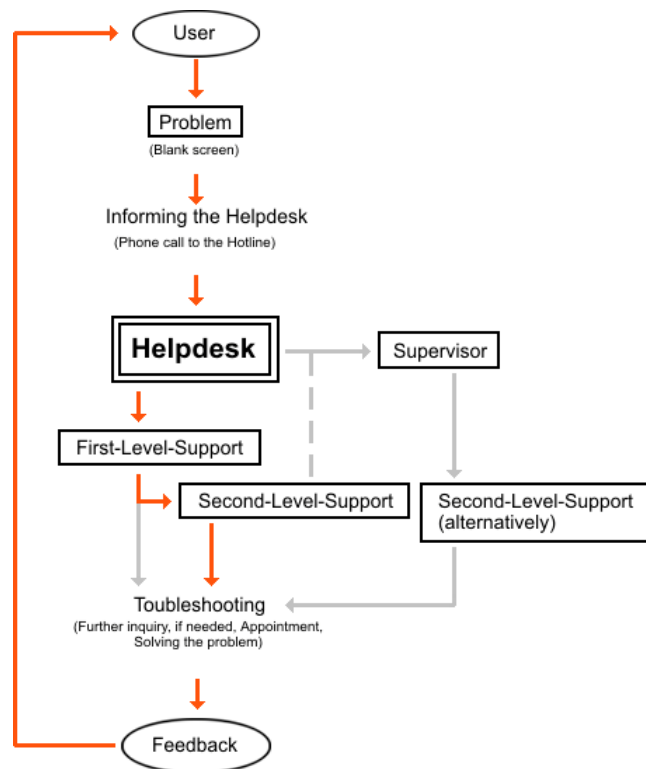 User
Problem
(Blank screen)
Informing the Helpdesk
(Phone call to the Hotline)
Helpdesk
Supervisor
First-Level-Support
Second-Level-Support
Second-Level-Support
(alternatively)
Toubleshooting
(Further inquiry, if needed, Appointment,
Solving the problem)
Feedback